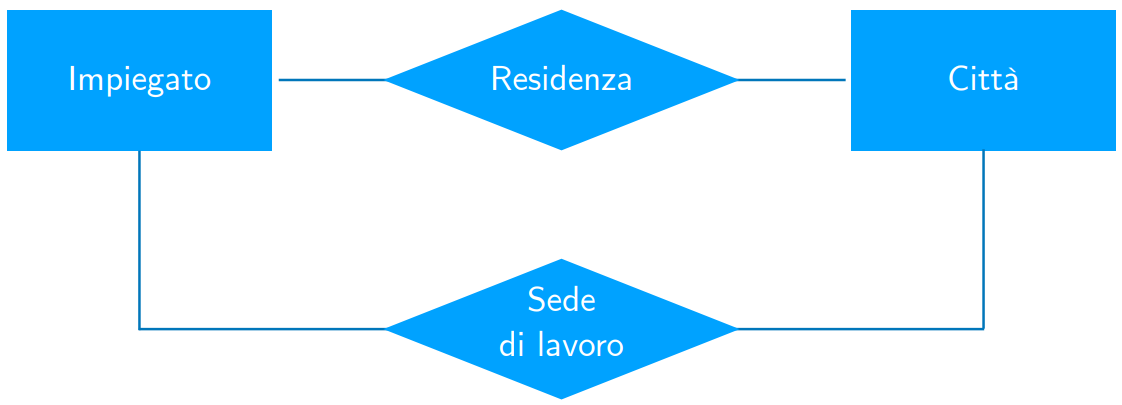 Impiegato
Residenza
Città
Sede
di lavoro